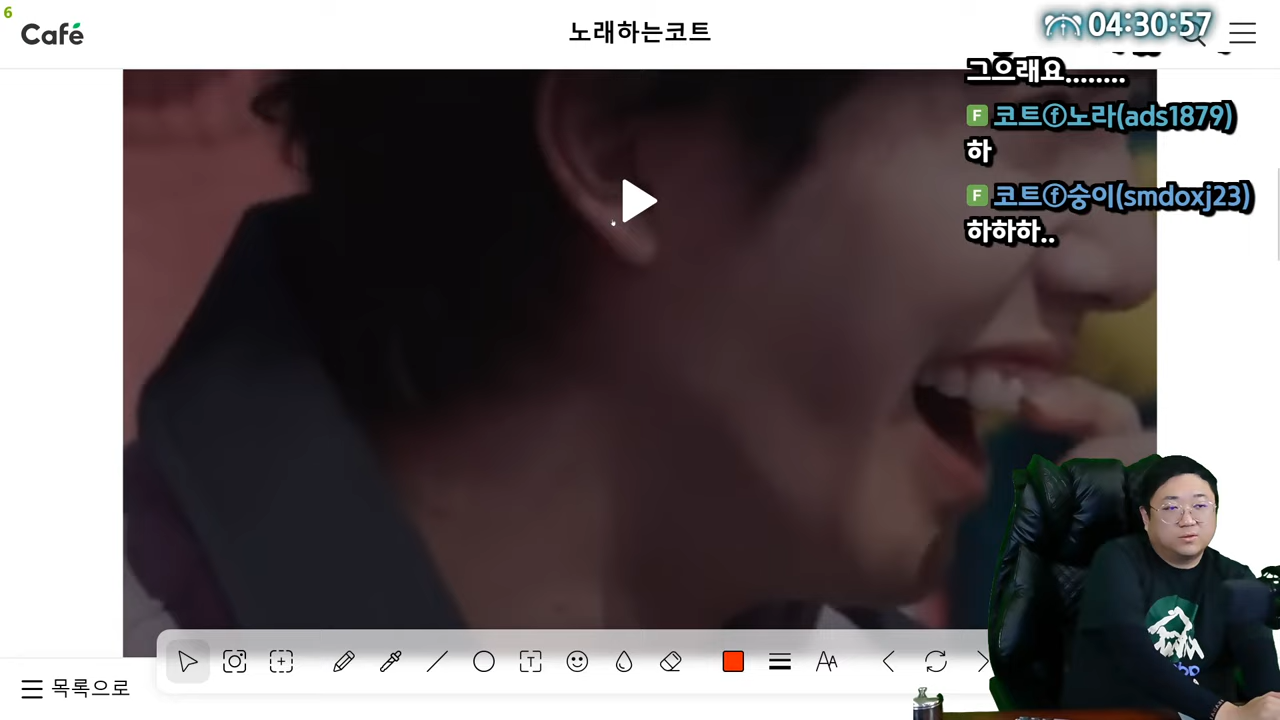 6
Café
노래하는코트
04:30:57
그으래요........
F 코트ⓕ노라(ads1879)
하
F 코트ⓕ숭이(smdoxj23)
하하하..
T
AA
목록으로